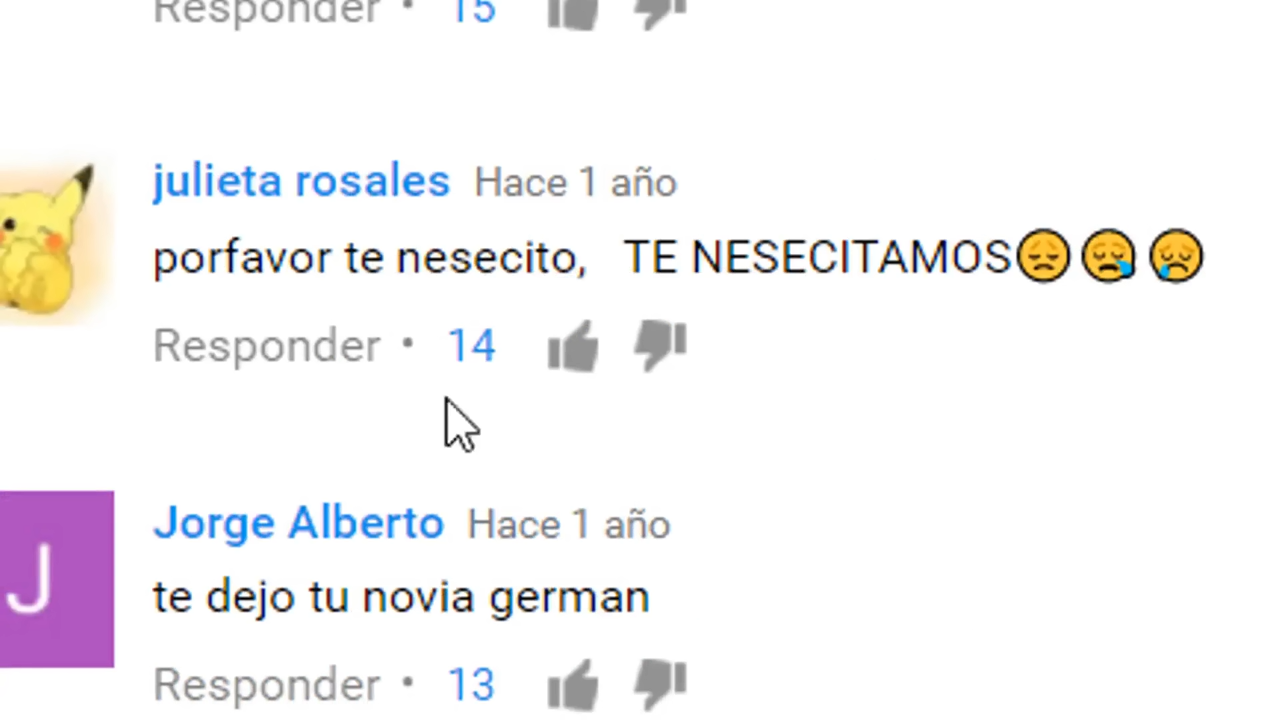 Responder • 15
julieta rosales Hace 1 año
porfavor te nesecito, TE NESECITAMOS😞😪😢
Responder • 14
J
Jorge Alberto Hace 1 año
te dejo tu novia german
Responder • 13